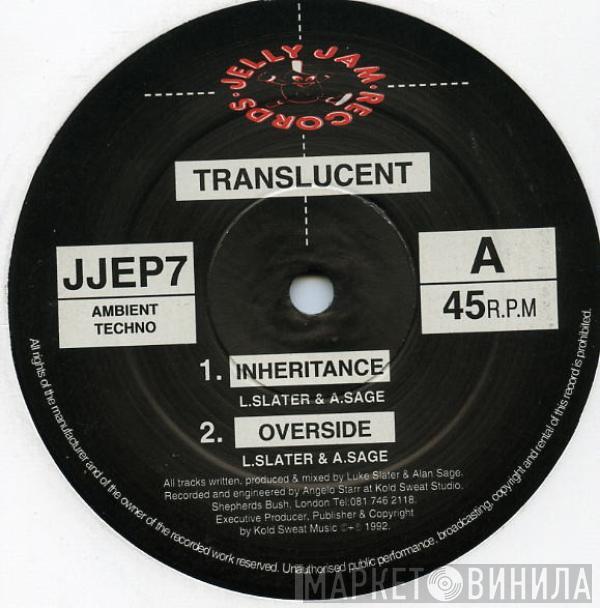 JELLY JAM · RECORDS ·
TRANSLUCENT
JJEP7
AMBIENT
TECHNO
A
45R.P.M
1. INHERITANCE
L.SLATER & A.SAGE
2. OVERSIDE
L.SLATER & A.SAGE
All tracks written, produced & mixed by Luke Slater & Alan Sage.
Recorded and engineered by Angelo Starr at Kold Sweat Studio.
Shepherds Bush, London Tel:081 746 2118.
Executive Producer, Publisher & Copyright
by Kold Sweat Music ©+℗ 1992.
All rights of the manufacturer and of the owner of the recorded work reserved. Unauthorised public performance, broadcasting, copyright and rental of this record is prohibited.
МАРКЕТ ВИНИЛА